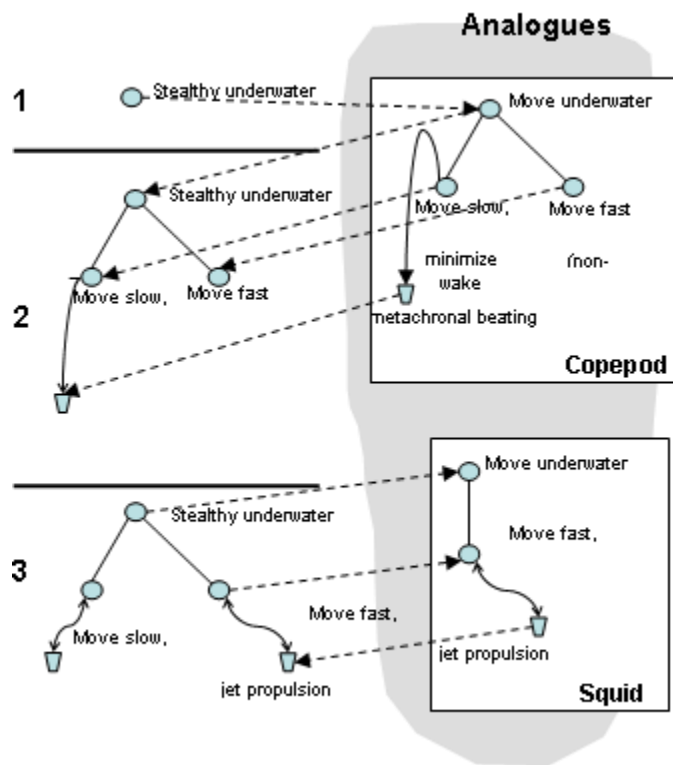 Analogues
1
Stealthy underwater
Move underwater
Stealthy underwater
Move slow,
Move fast
Move slow,
Move fast
minimize
wake
(non-
2
metachronal beating
Copepod
Move underwater
Stealthy underwater
Move fast,
3
Move fast,
Move slow,
jet propulsion
jet propulsion
Squid